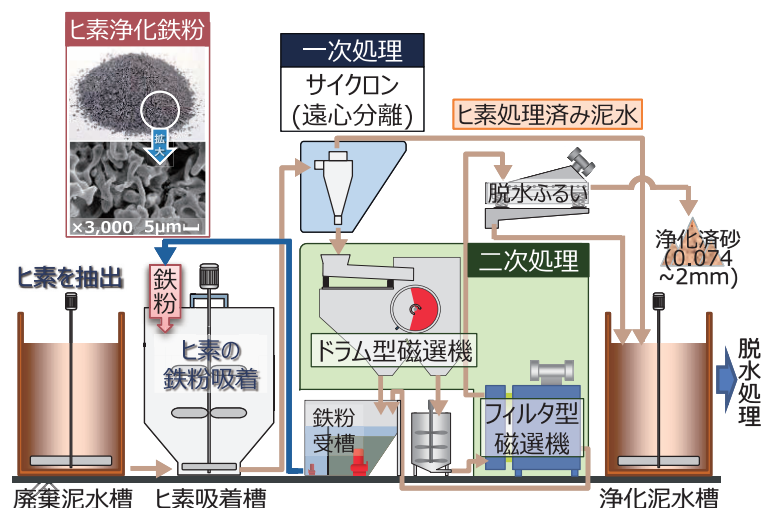 ヒ素浄化鉄粉
拡大
×3,000 5μm
一次処理
サイクロン
(遠心分離)
ヒ素処理済み泥水
脱水ふるい
浄化済砂
(0.074
~2mm)
二次処理
ヒ素を抽出
鉄粉
ヒ素の
鉄粉吸着
ドラム型磁選機
鉄粉
受槽
フィルタ型
磁選機
脱水処理
廃棄泥水槽
ヒ素吸着槽
浄化泥水槽